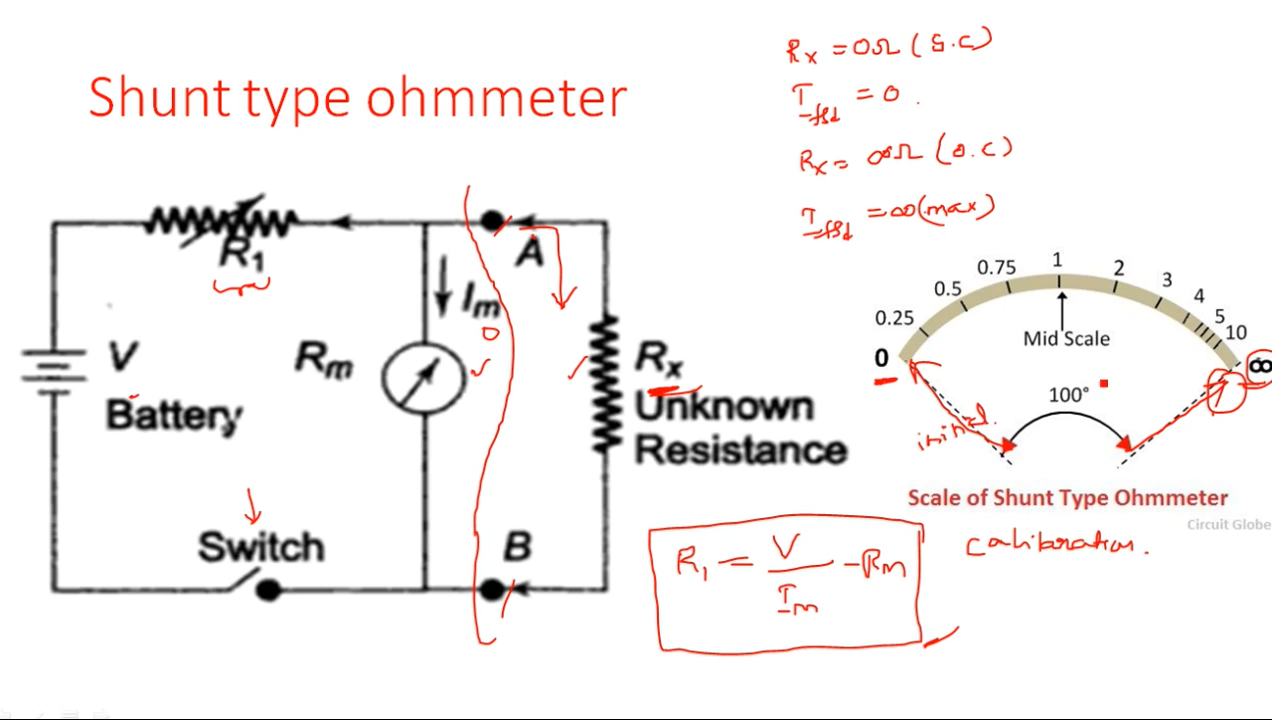 Shunt type ohmmeter
Rx = 0Ω (S.C)
Ifsd = 0.
Rx = ∞Ω (O.C)
Ifsd = ∞(max)
R1
A
Im
0
V
Battery
Rm
Rx
Unknown
Resistance
Switch
B
0 0.25 0.5 0.75 1 2 3 4 5 10 ∞
Mid Scale
100°
initial.
Scale of Shunt Type Ohmmeter
Circuit Globe
calibration.
R1 = V/Im - Rm